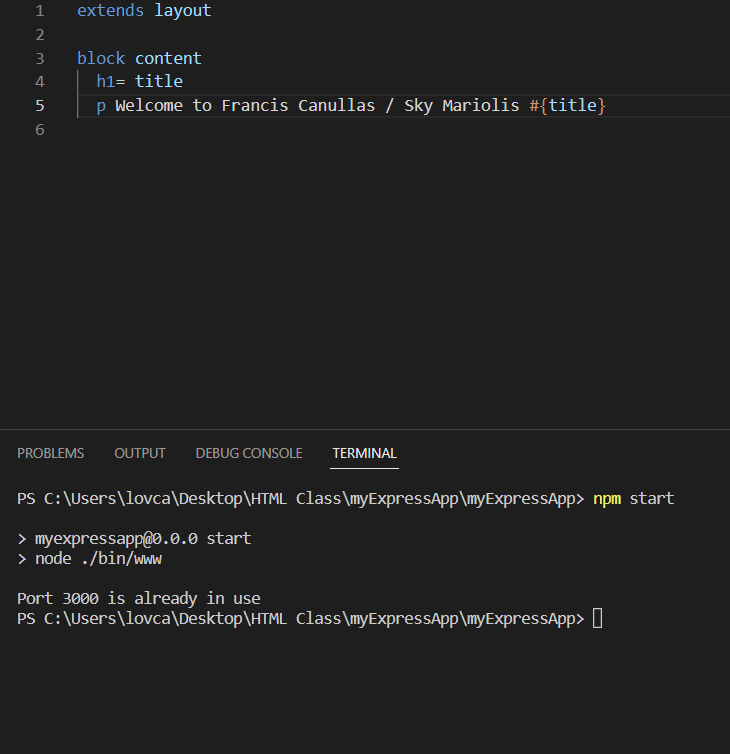 1 extends layout
2
3 block content
4 h1= title
5 p Welcome to Francis Canullas / Sky Mariolis #{title}
6
PROBLEMS OUTPUT DEBUG CONSOLE TERMINAL
PS C:\Users\lovca\Desktop\HTML Class\myExpressApp\myExpressApp> npm start
> myexpressapp@0.0.0 start
> node ./bin/www
Port 3000 is already in use
PS C:\Users\lovca\Desktop\HTML Class\myExpressApp\myExpressApp>